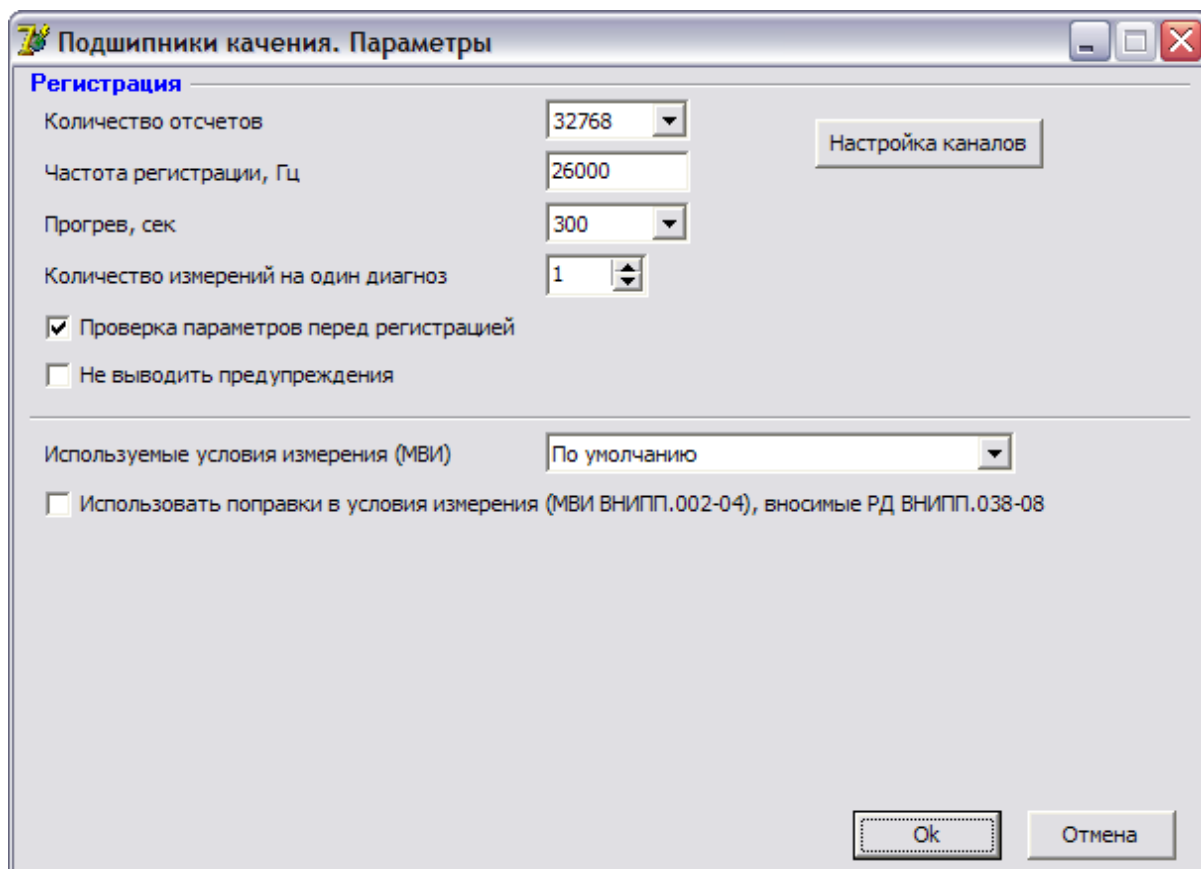 Подшипники качения. Параметры
Регистрация
Количество отсчетов 32768
Настройка каналов
Частота регистрации, Гц 26000
Прогрев, сек 300
Количество измерений на один диагноз 1
Проверка параметров перед регистрацией
Не выводить предупреждения
Используемые условия измерения (МВИ) По умолчанию
Использовать поправки в условия измерения (МВИ ВНИПП.002-04), вносимые РД ВНИПП.038-08
Ok Отмена